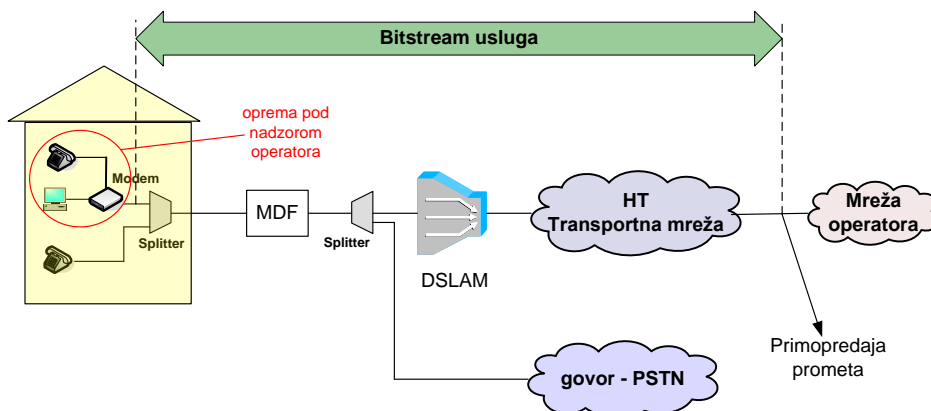 Bitstream usluga
oprema pod
nadzorom
operatora
Modem
Splitter
MDF
Splitter
DSLAM
HT
Transportna mreža
Mreža
operatora
Primopredaja
prometa
govor - PSTN